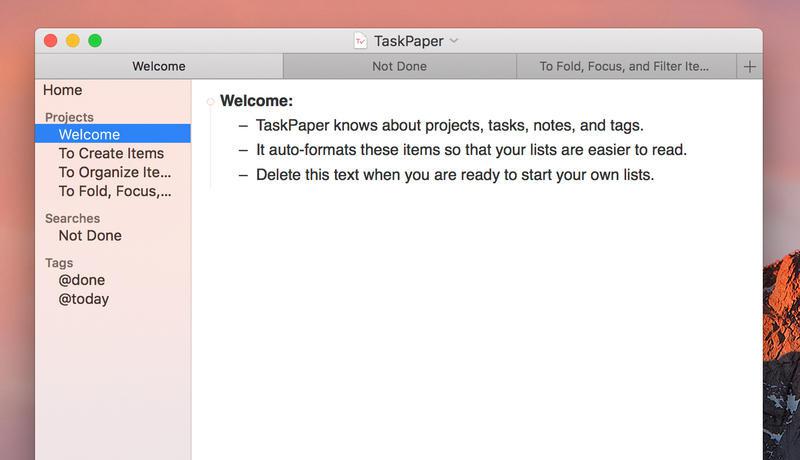 TaskPaper
Welcome
Not Done
To Fold, Focus, and Filter Ite...
Home
Projects
Welcome
To Create Items
To Organize Ite...
To Fold, Focus,...
Searches
Not Done
Tags
@done
@today
Welcome:
– TaskPaper knows about projects, tasks, notes, and tags.
– It auto-formats these items so that your lists are easier to read.
– Delete this text when you are ready to start your own lists.